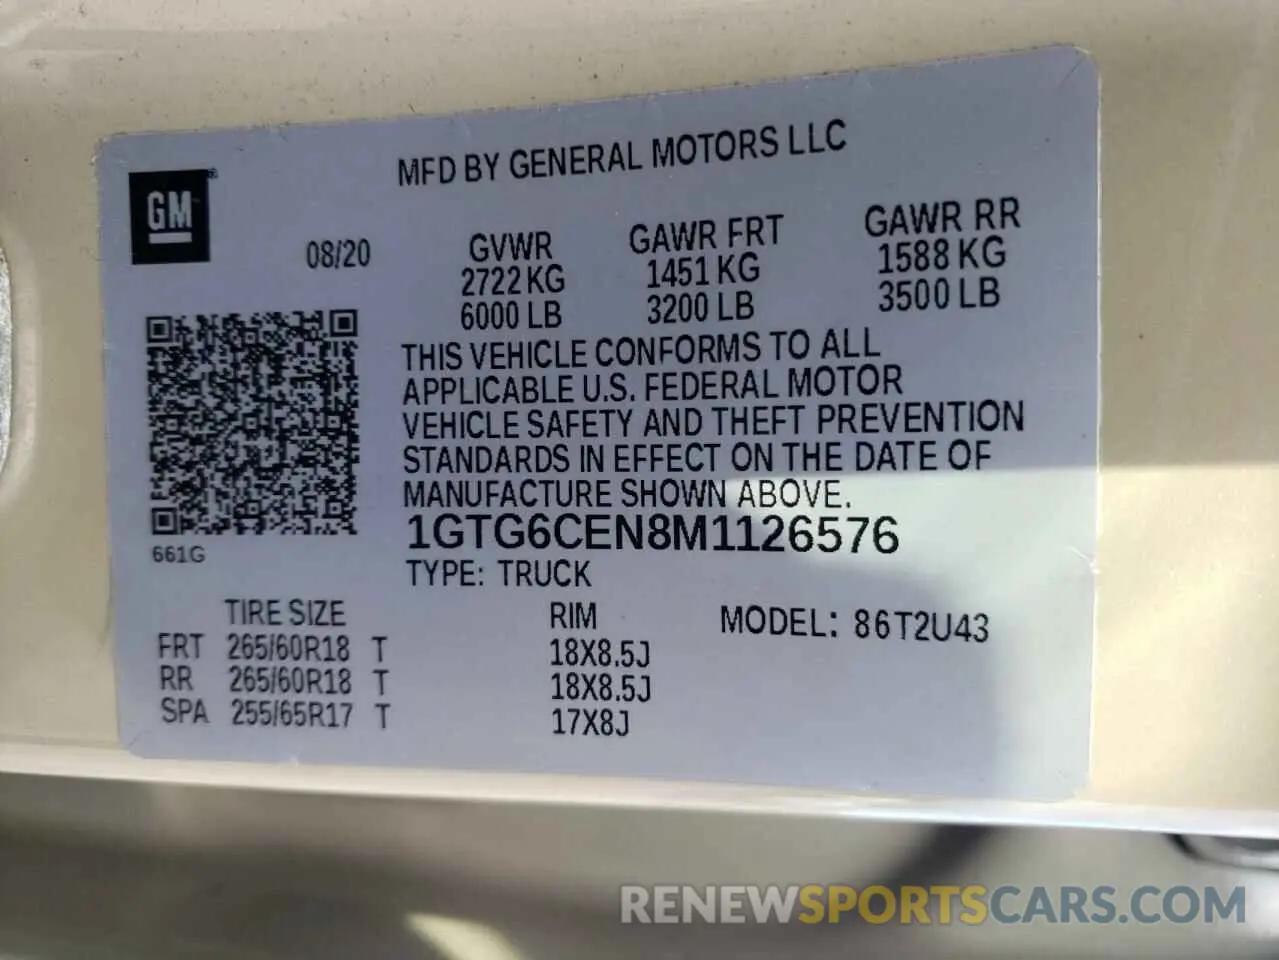 MFD BY GENERAL MOTORS LLC
GM
08/20
GVWR GAWR FRT GAWR RR
2722 KG 1451 KG 1588 KG
6000 LB 3200 LB 3500 LB
THIS VEHICLE CONFORMS TO ALL
APPLICABLE U.S. FEDERAL MOTOR
VEHICLE SAFETY AND THEFT PREVENTION
STANDARDS IN EFFECT ON THE DATE OF
MANUFACTURE SHOWN ABOVE.
1GTG6CEN8M1126576
661G
TYPE: TRUCK
TIRE SIZE RIM MODEL: 86T2U43
FRT 265/60R18 T 18X8.5J
RR 265/60R18 T 18X8.5J
SPA 255/65R17 T 17X8J
RENEWSPORTSCARS.COM